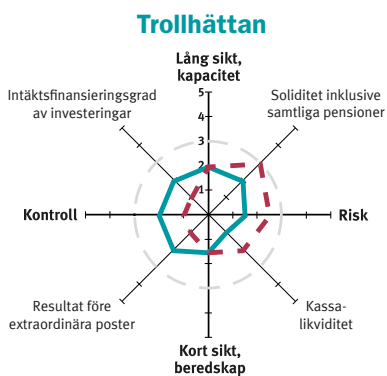 Trollhättan
Lång sikt,
kapacitet
Intäktsfinansieringsgrad
av investeringar
Soliditet inklusive
samtliga pensioner
5
4
3
2
1
Kontroll
Risk
Resultat före
extraordinära poster
Kassa-
likviditet
Kort sikt,
beredskap